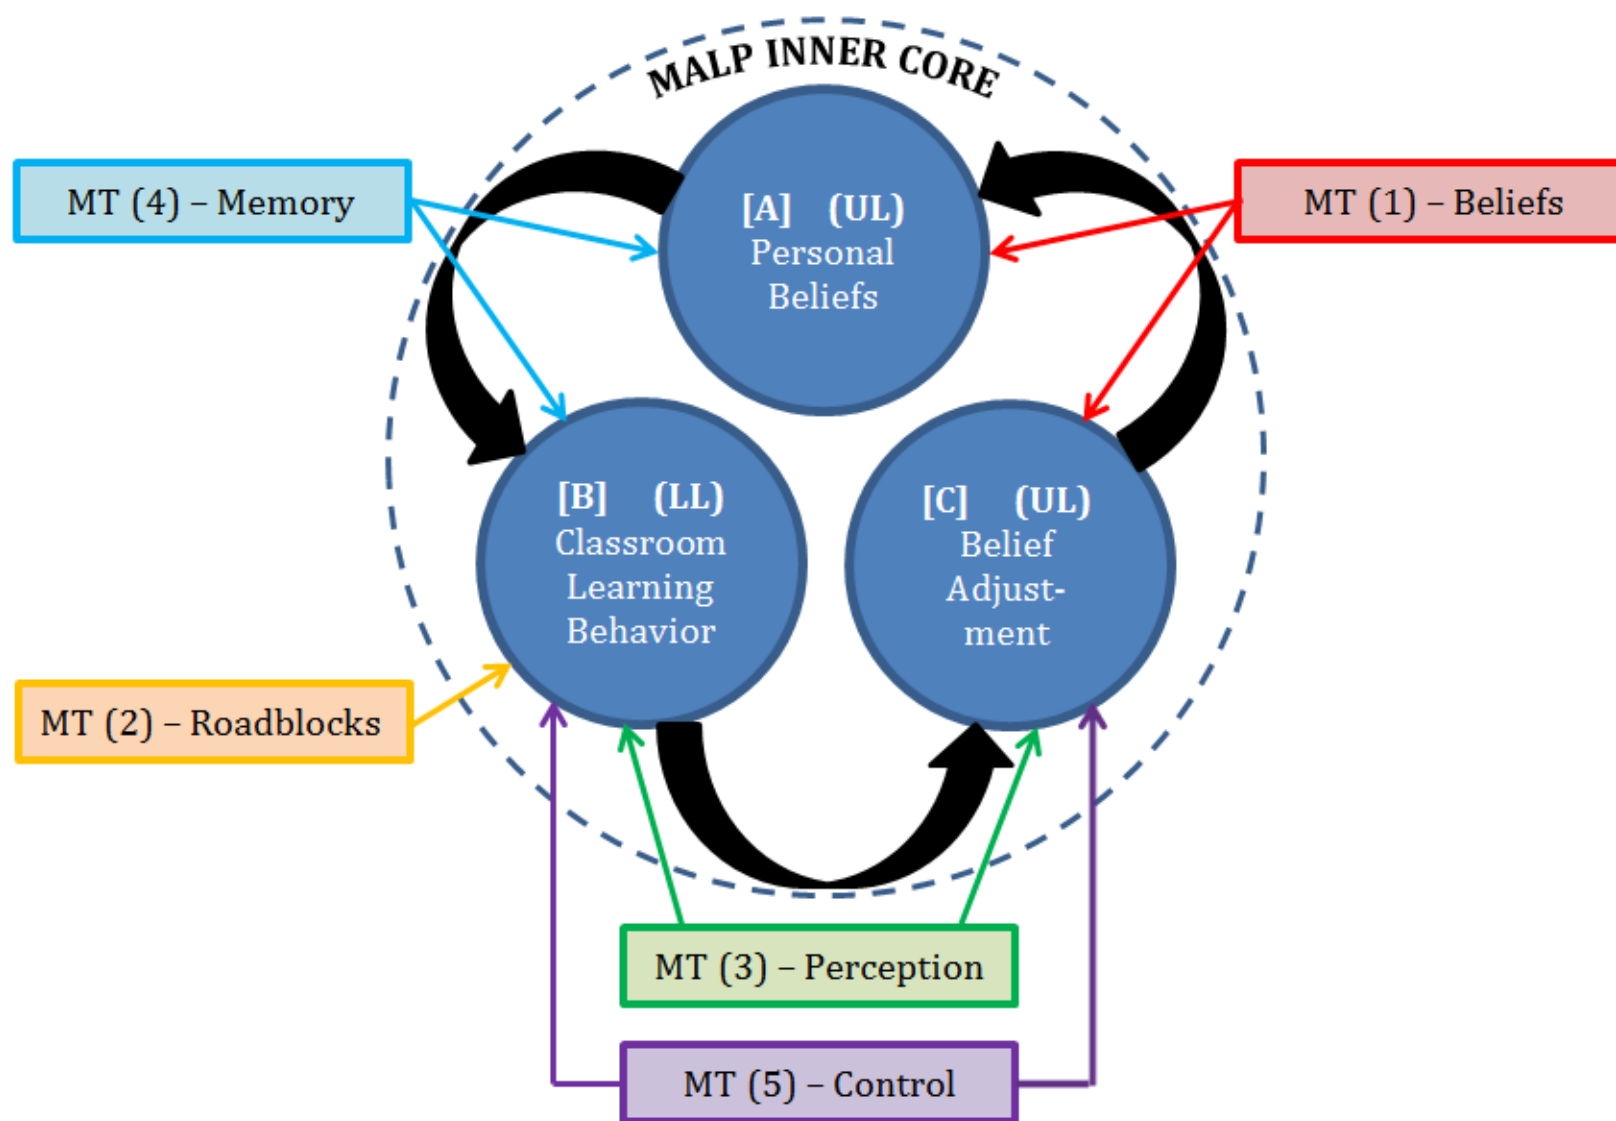 MALP INNER CORE
MT (4) – Memory
MT (1) – Beliefs
[A] (UL)
Personal
Beliefs
[B] (LL)
Classroom
Learning
Behavior
[C] (UL)
Belief
Adjust-
ment
MT (2) – Roadblocks
MT (3) – Perception
MT (5) – Control